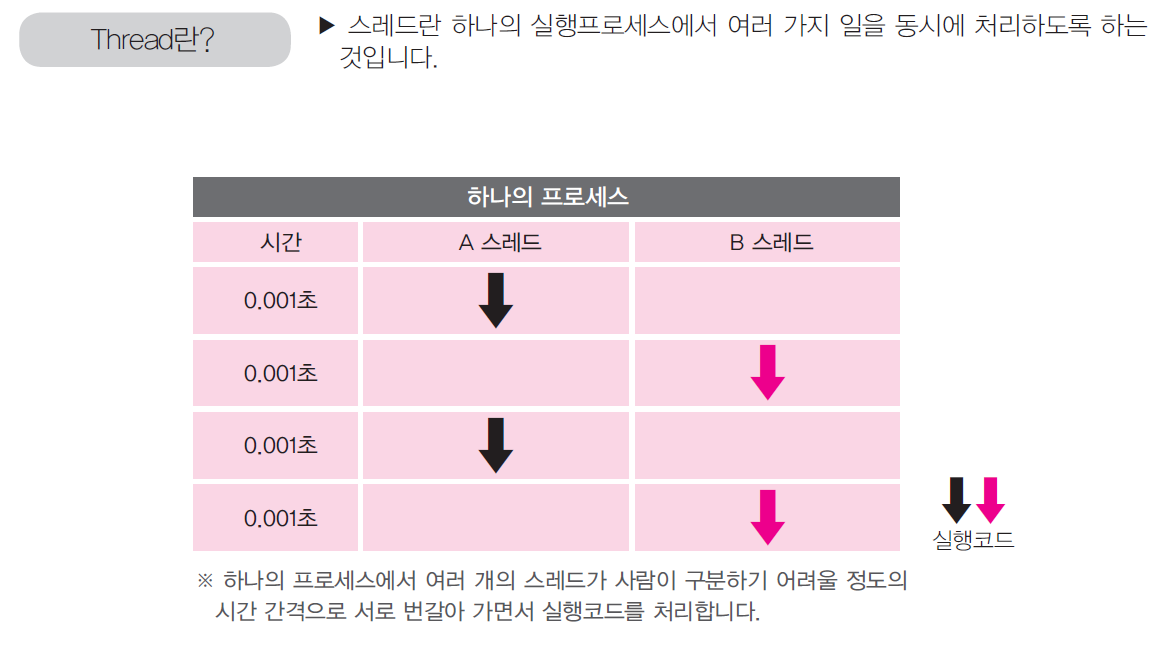 Thread란?
▶ 스레드란 하나의 실행프로세스에서 여러 가지 일을 동시에 처리하도록 하는
것입니다.
하나의 프로세스
시간 A 스레드 B 스레드
0.001초
0.001초
0.001초
0.001초
실행코드
※ 하나의 프로세스에서 여러 개의 스레드가 사람이 구분하기 어려울 정도의
시간 간격으로 서로 번갈아 가면서 실행코드를 처리합니다.